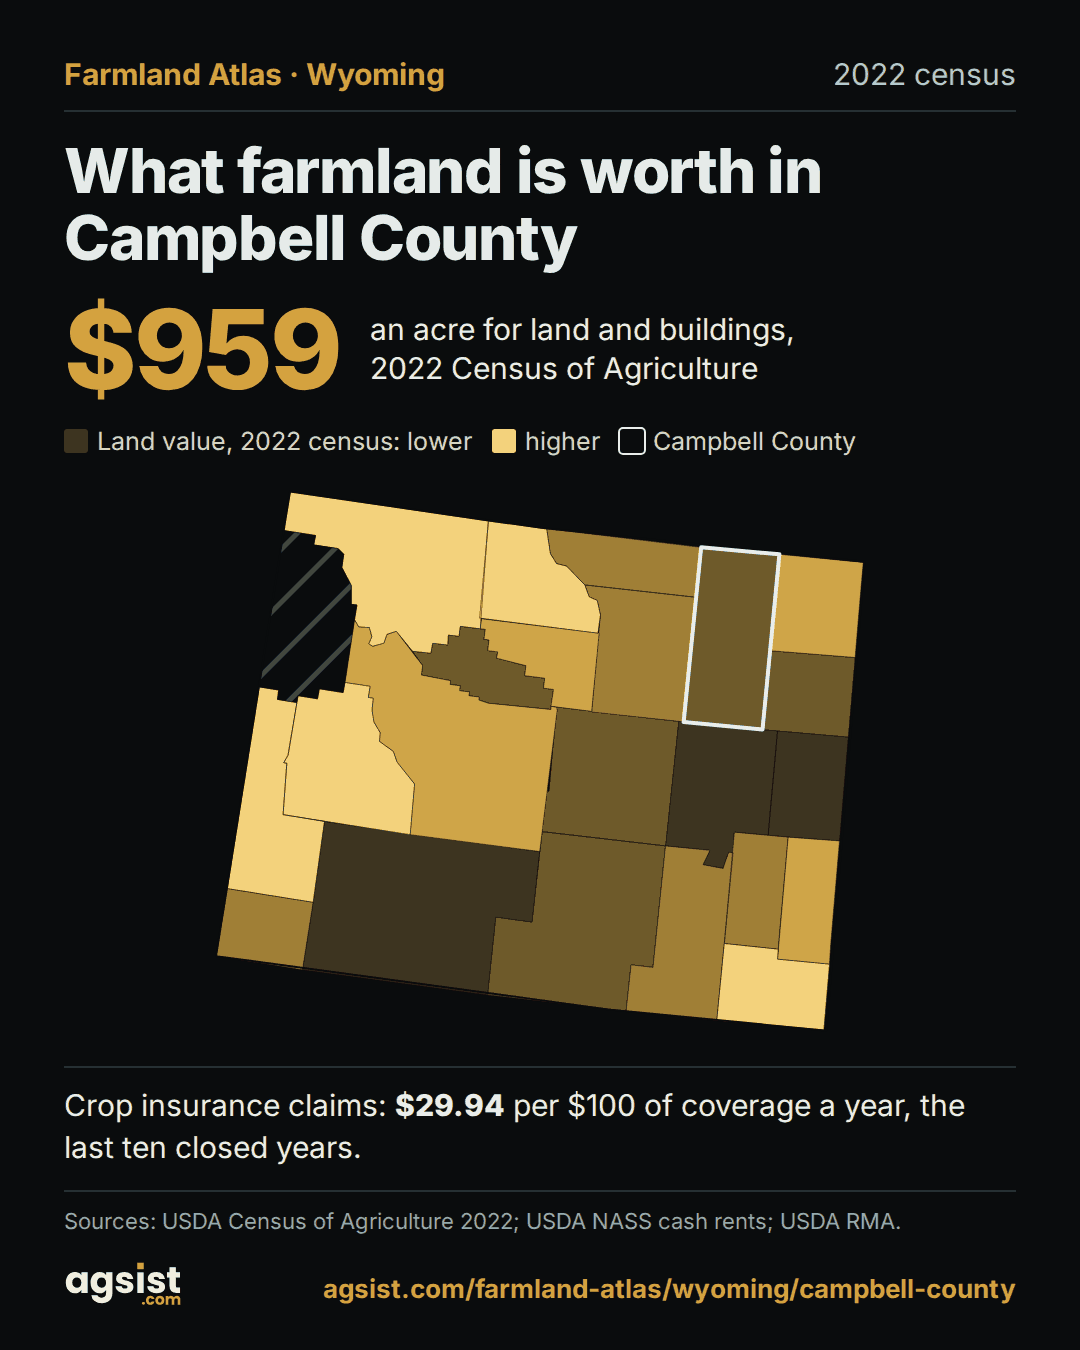 Farmland Atlas · Wyoming
2022 census
What farmland is worth in
Campbell County
$959
an acre for land and buildings,
2022 Census of Agriculture
Land value, 2022 census: lower
higher
Campbell County
Crop insurance claims: $29.94 per $100 of coverage a year, the
last ten closed years.
Sources: USDA Census of Agriculture 2022; USDA NASS cash rents; USDA RMA.
agsist
.com
agsist.com/farmland-atlas/wyoming/campbell-county